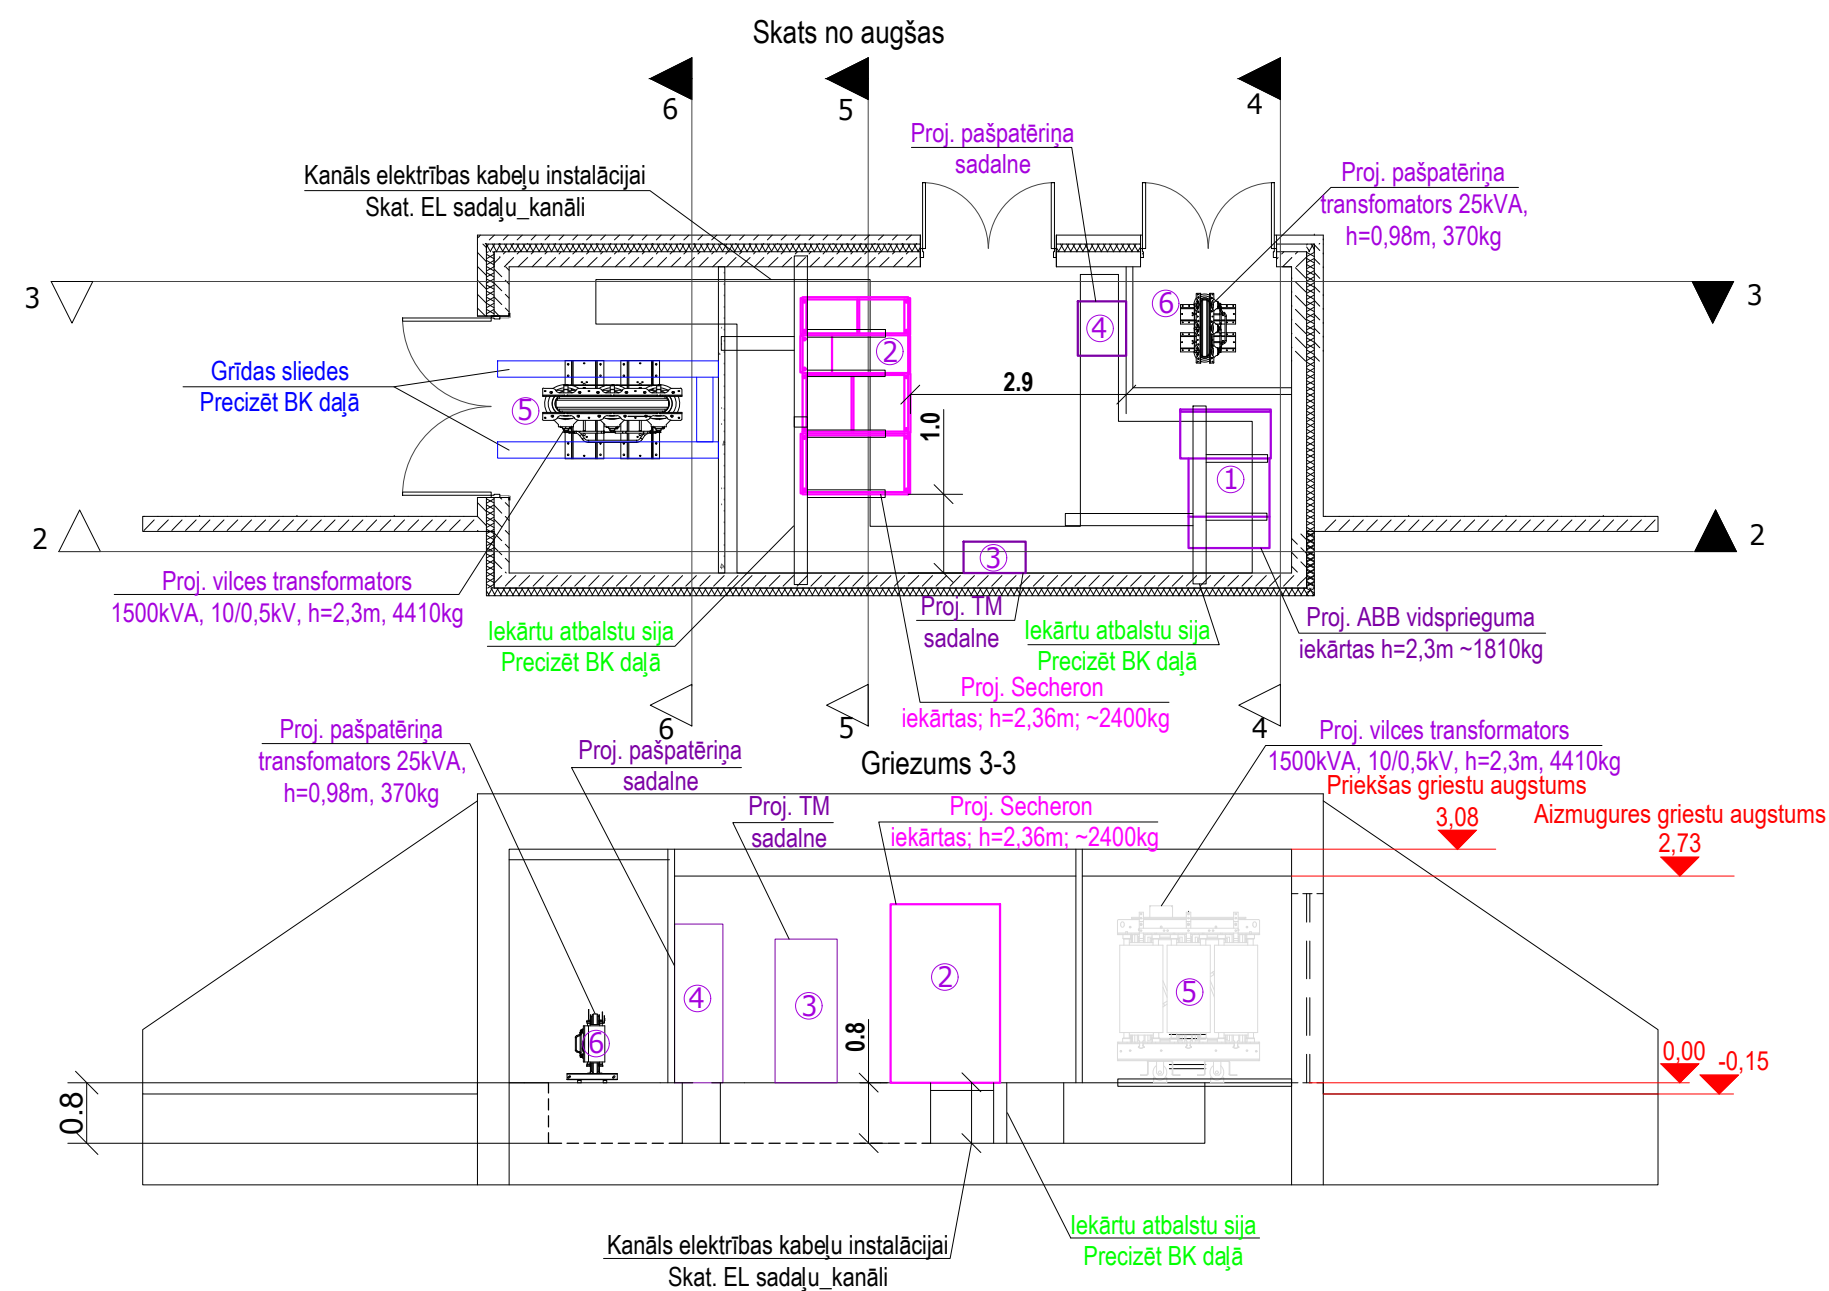 Skats no augšas
6
5
4
Proj. pašpatēriņa
sadalne
Kanāls elektrības kabeļu instalācijai
Skat. EL sadaļu_kanāli
Proj. pašpatēriņa
transfomators 25kVA,
h=0,98m, 370kg
3
3
⑥
④
②
Grīdas sliedes
Precizēt BK daļā
2.9
⑤
1.0
①
2
2
③
Proj. vilces transformators
1500kVA, 10/0,5kV, h=2,3m, 4410kg
Proj. TM
sadalne
Iekārtu atbalstu sija
Precizēt BK daļā
Iekārtu atbalstu sija
Precizēt BK daļā
Proj. ABB vidsprieguma
iekārtas h=2,3m ~1810kg
Proj. Secheron
iekārtas; h=2,36m; ~2400kg
6
5
4
Proj. pašpatēriņa
transfomators 25kVA,
h=0,98m, 370kg
Proj. pašpatēriņa
sadalne
Griezums 3-3
Proj. vilces transformators
1500kVA, 10/0,5kV, h=2,3m, 4410kg
Proj. TM
sadalne
Proj. Secheron
iekārtas; h=2,36m; ~2400kg
Priekšas griestu augstums
3,08
Aizmugures griestu augstums
2,73
②
④
③
⑤
⑥
0.8
0.8
0,00
-0,15
Iekārtu atbalstu sija
Precizēt BK daļā
Kanāls elektrības kabeļu instalācijai
Skat. EL sadaļu_kanāli